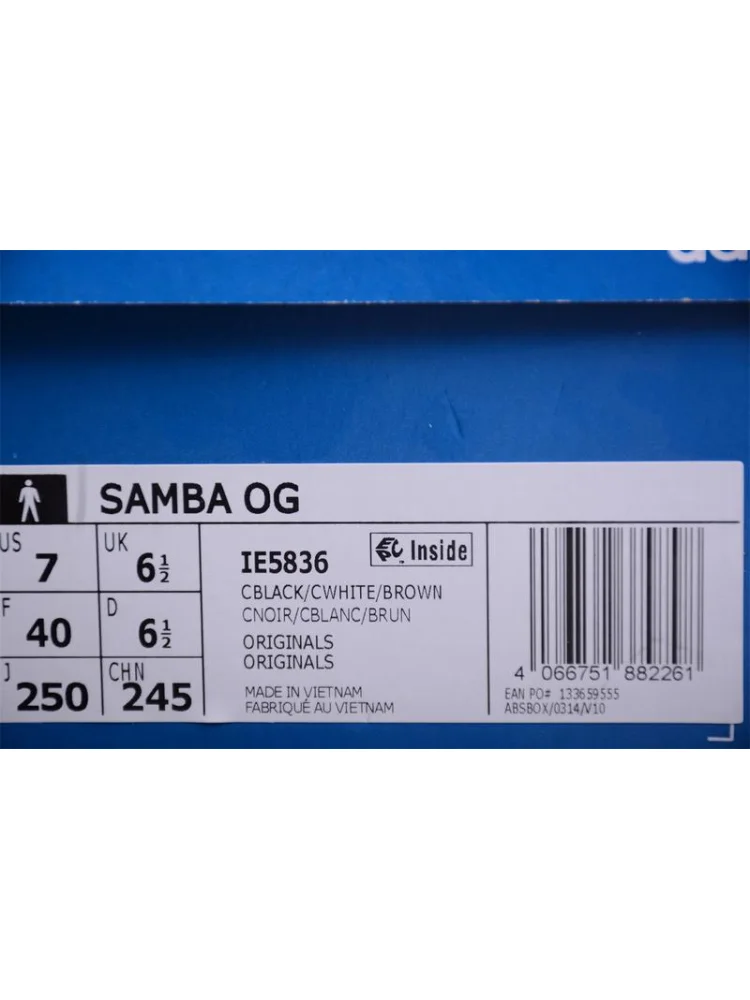 SAMBA OG
US 7 UK 6½
F 40 D 6½
J 250 CHN 245
IE5836
Inside
CBLACK/CWHITE/BROWN
CNOIR/CBLANC/BRUN
ORIGINALS
ORIGINALS
MADE IN VIETNAM
FABRIQUÉ AU VIETNAM
4 066751 882261
EAN PO# 133659555
ABSBOX/0314/V10